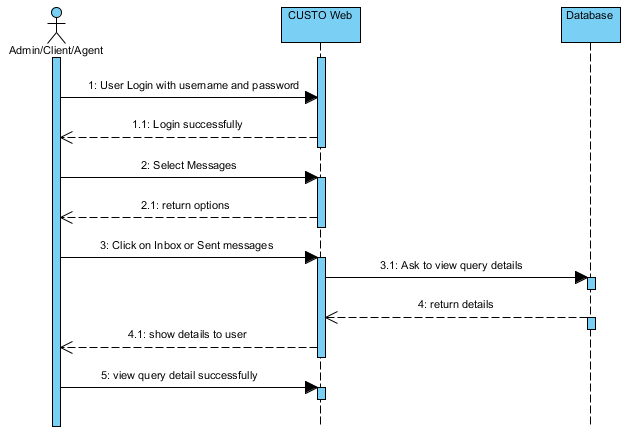 CUSTO Web
Database
Admin/Client/Agent
1: User Login with username and password
1.1: Login successfully
2: Select Messages
2.1: return options
3: Click on Inbox or Sent messages
3.1: Ask to view query details
4: return details
4.1: show details to user
5: view query detail successfully